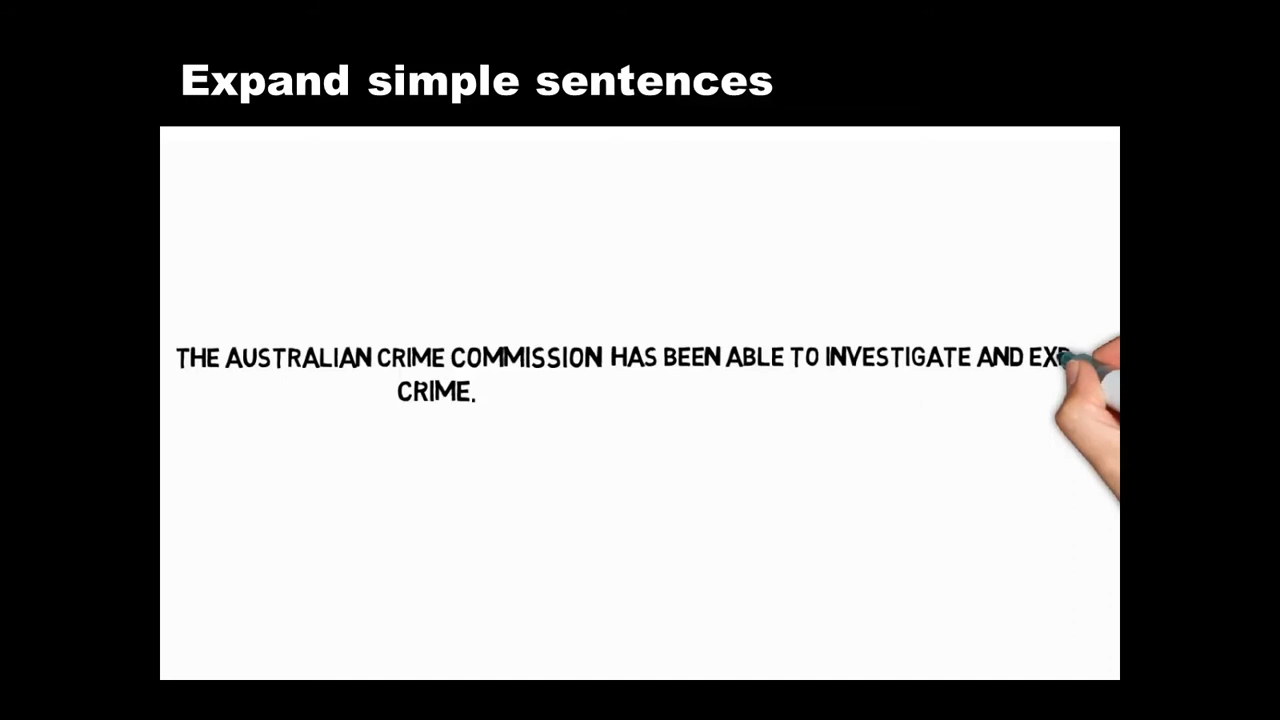 Expand simple sentences
THE AUSTRALIAN CRIME COMMISSION HAS BEEN ABLE TO INVESTIGATE AND
CRIME.